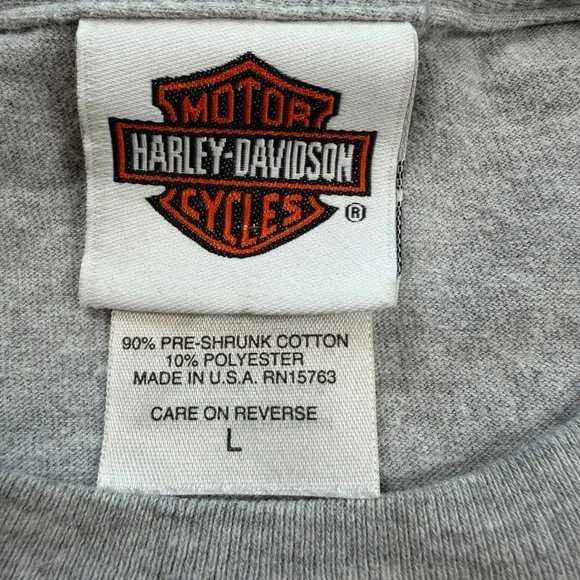 MOTOR
HARLEY-DAVIDSON
CYCLES
®
90% PRE-SHRUNK COTTON
10% POLYESTER
MADE IN U.S.A. RN15763
CARE ON REVERSE
L